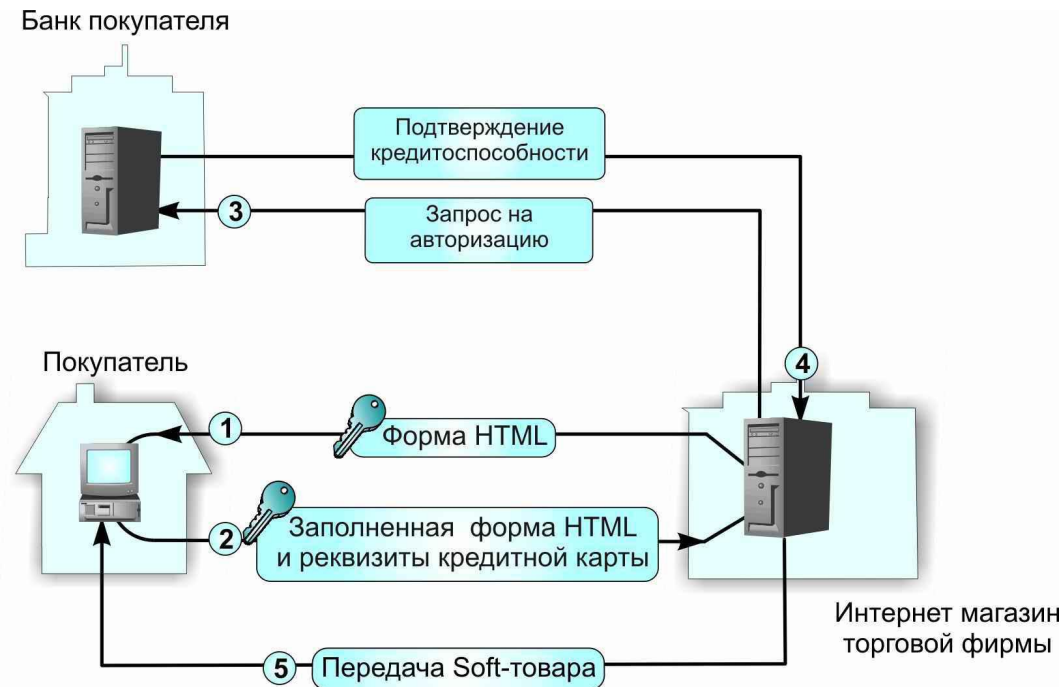 Банк покупателя
Подтверждение
кредитоспособности
3
Запрос на
авторизацию
4
Покупатель
1
Форма HTML
2
Заполненная форма HTML
и реквизиты кредитной карты
Интернет магазин
торговой фирмы
5
Передача Soft-товара